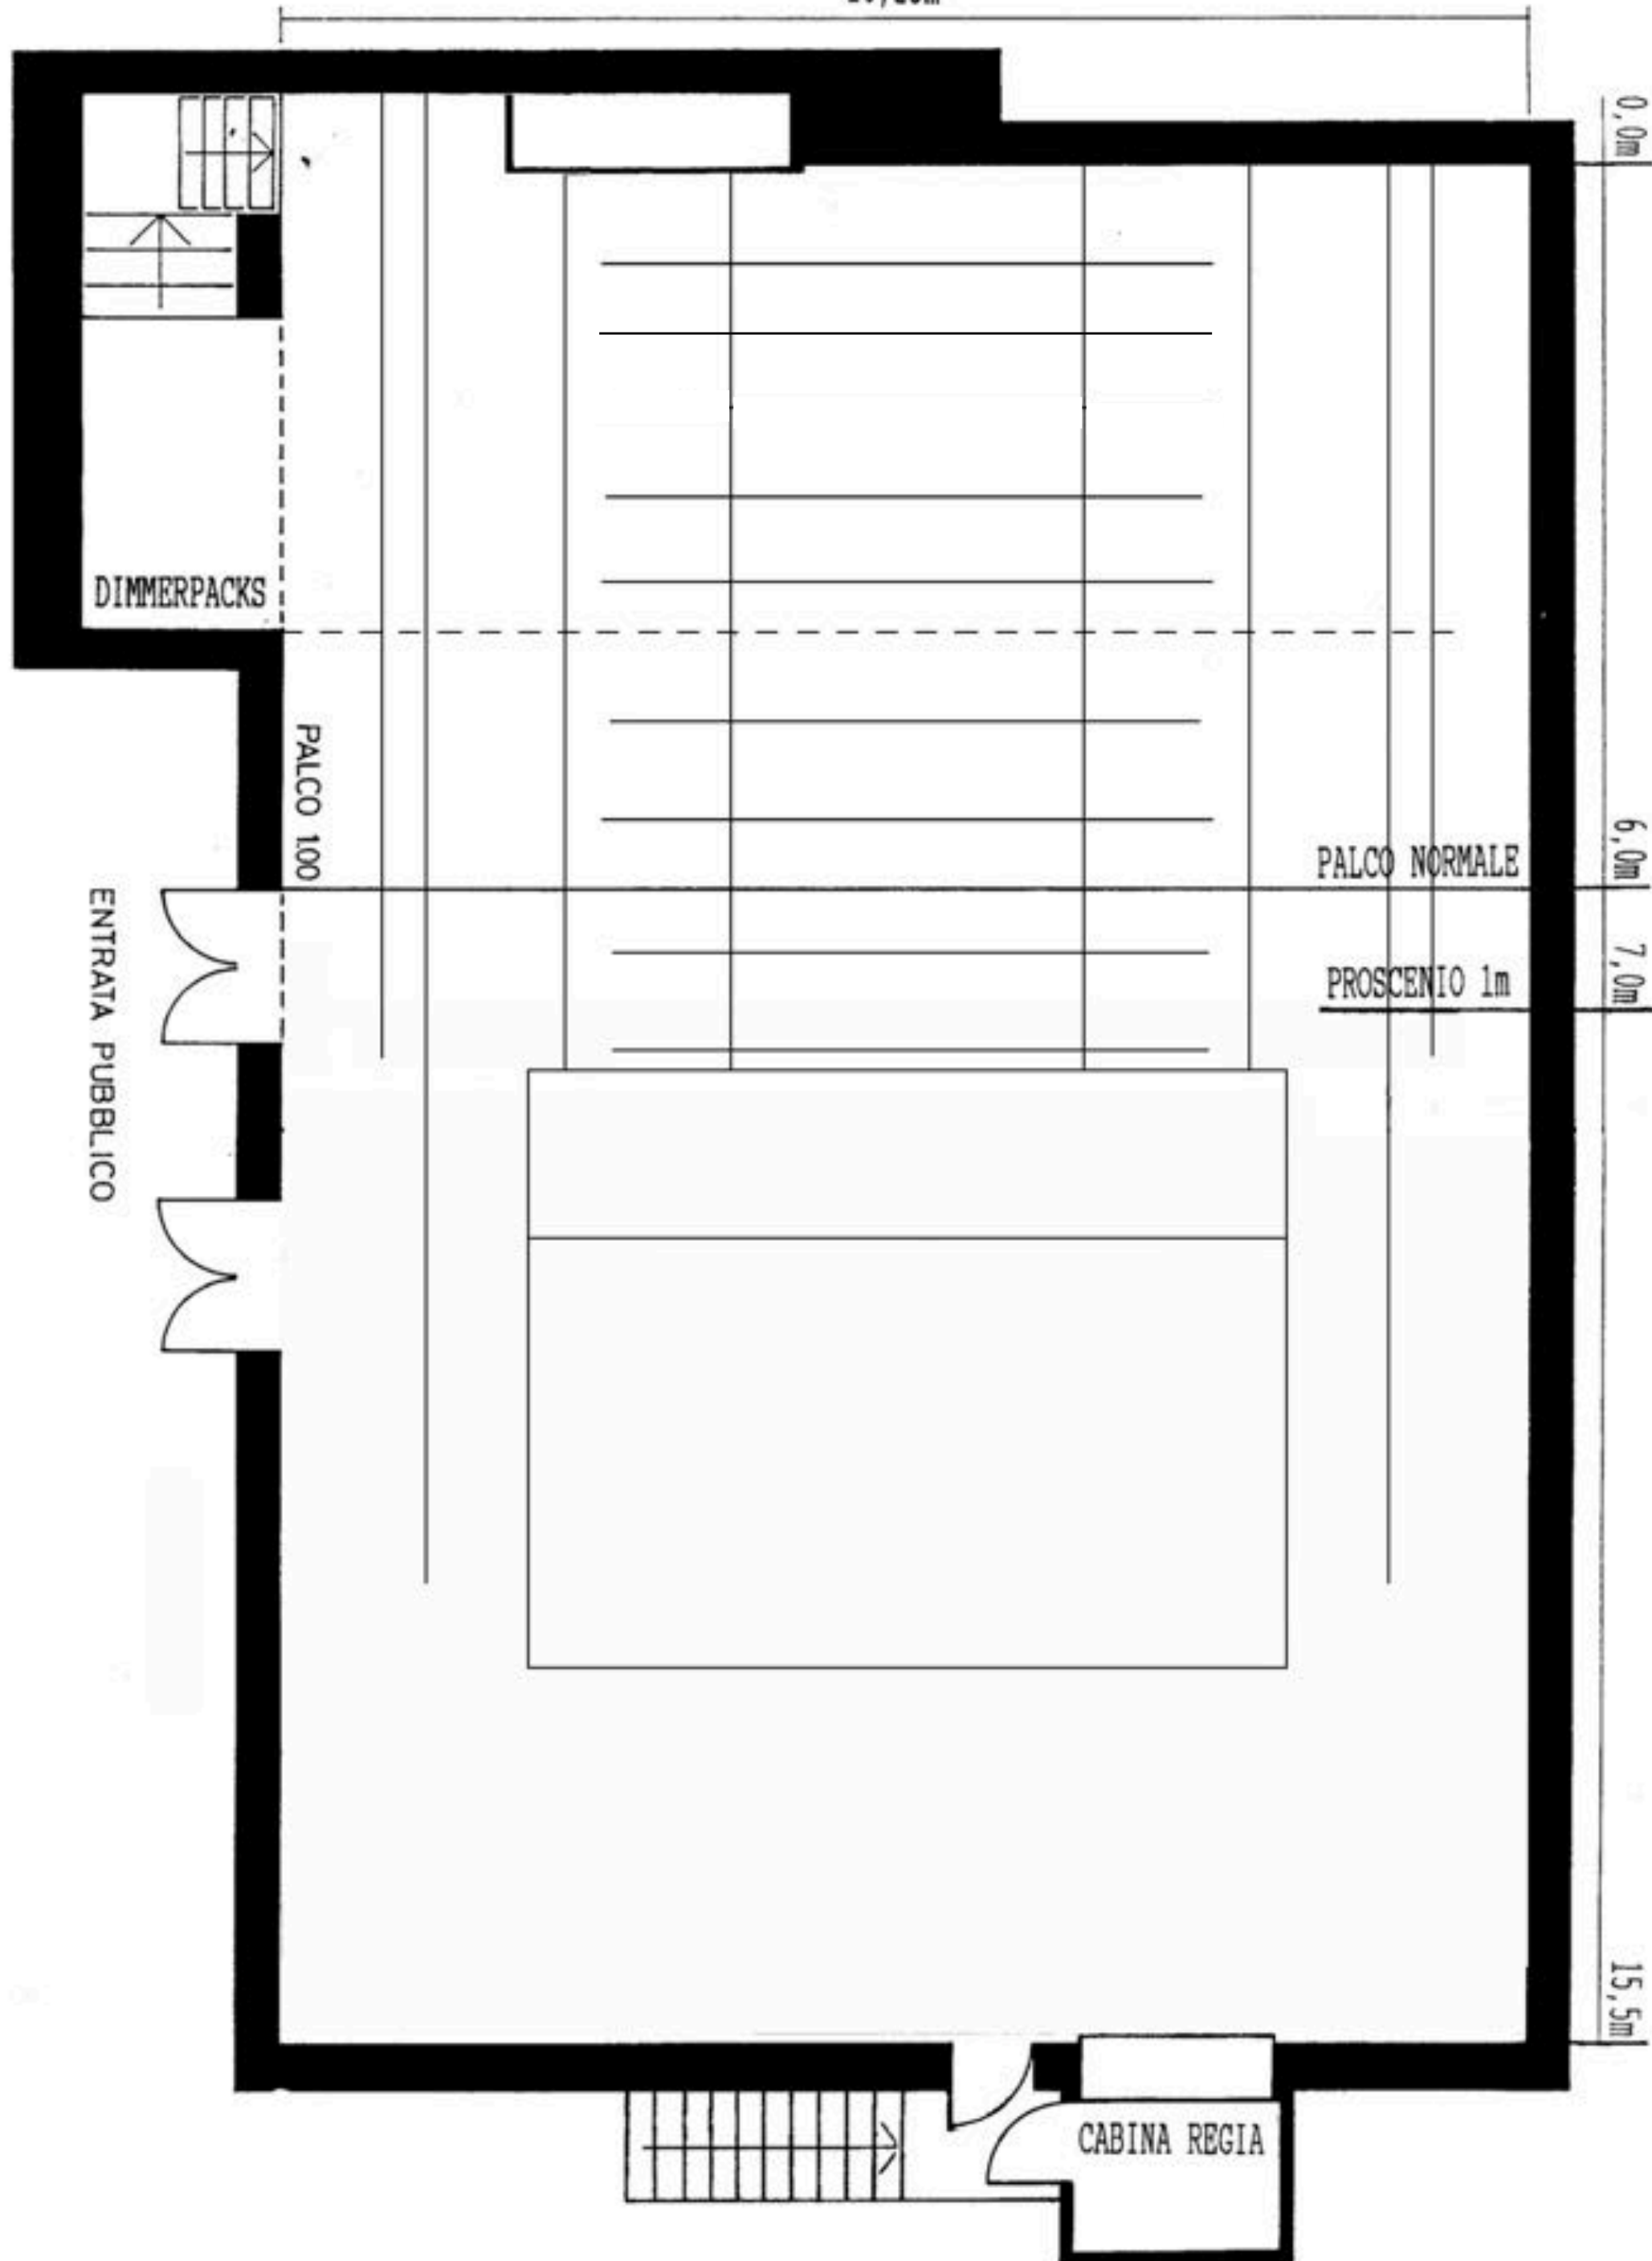 0,0m
DIMMERPACKS
PALCO 100
6,0m
PALCO NORMALE
ENTRATA PUBBLICO
7,0m
PROSCENIO 1m
15,5m
CABINA REGIA